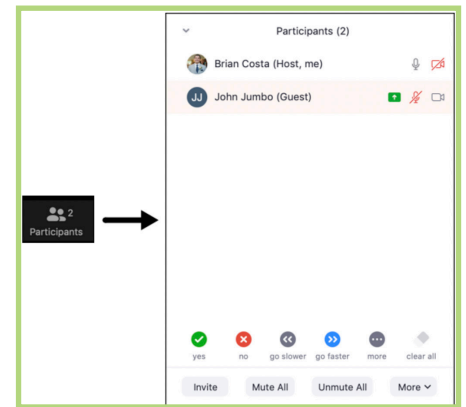 Participants (2)
Brian Costa (Host, me)
JJ John Jumbo (Guest)
2
Participants
yes no go slower go faster more clear all
Invite Mute All Unmute All More